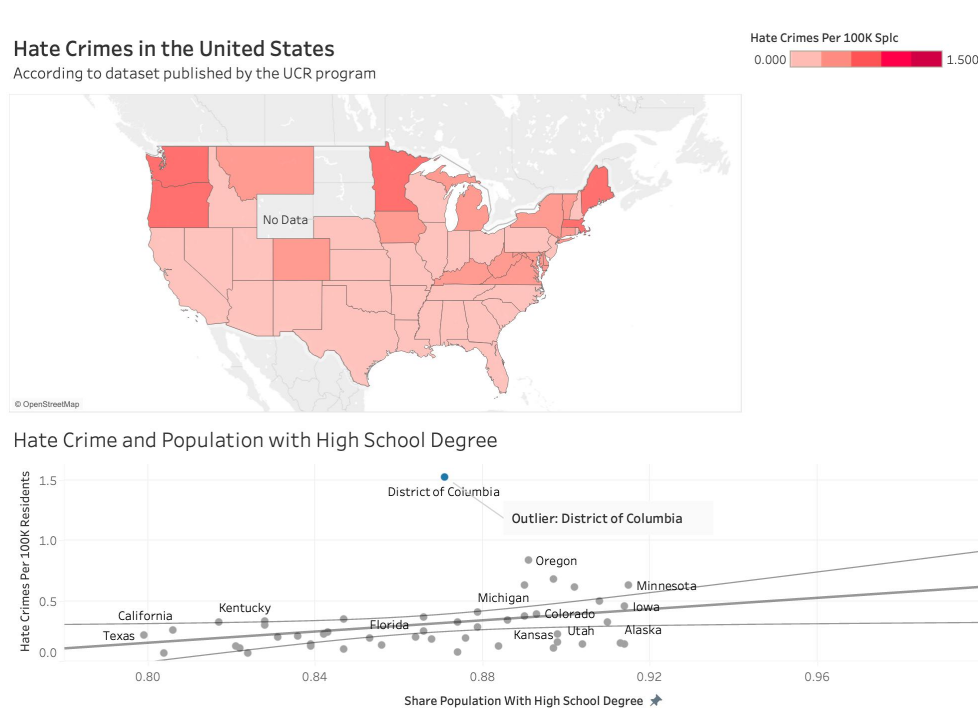 Hate Crimes in the United States
According to dataset published by the UCR program
Hate Crimes Per 100K Splc
0.000
1.500
No Data
© OpenStreetMap
Hate Crime and Population with High School Degree
Hate Crimes Per 100K Residents
1.5
1.0
0.5
0.0
District of Columbia
Outlier: District of Columbia
Oregon
Minnesota
Michigan
Iowa
California
Kentucky
Colorado
Florida
Texas
Kansas
Utah
Alaska
0.80
0.84
0.88
0.92
0.96
Share Population With High School Degree